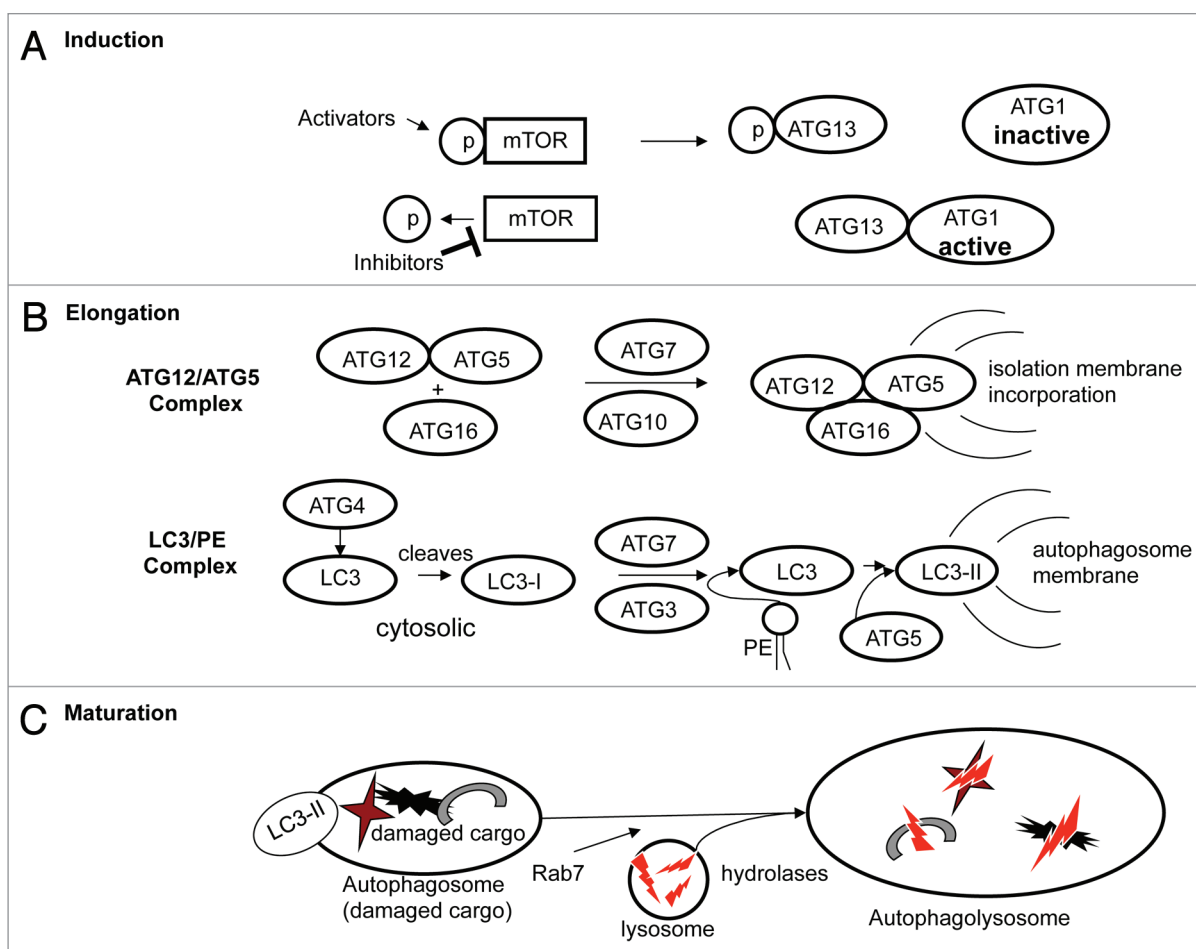 A Induction
Activators
p
mTOR
p
ATG13
ATG1
inactive
p
mTOR
Inhibitors
ATG13
ATG1
active
B Elongation
ATG12/ATG5
Complex
ATG12
ATG5
+
ATG16
ATG7
ATG10
ATG12
ATG5
ATG16
isolation membrane
incorporation
LC3/PE
Complex
ATG4
LC3
cleaves
LC3-I
cytosolic
ATG7
ATG3
LC3
PE
ATG5
LC3-II
autophagosome
membrane
C Maturation
LC3-II
damaged cargo
Autophagosome
(damaged cargo)
Rab7
lysosome
hydrolases
Autophagolysosome